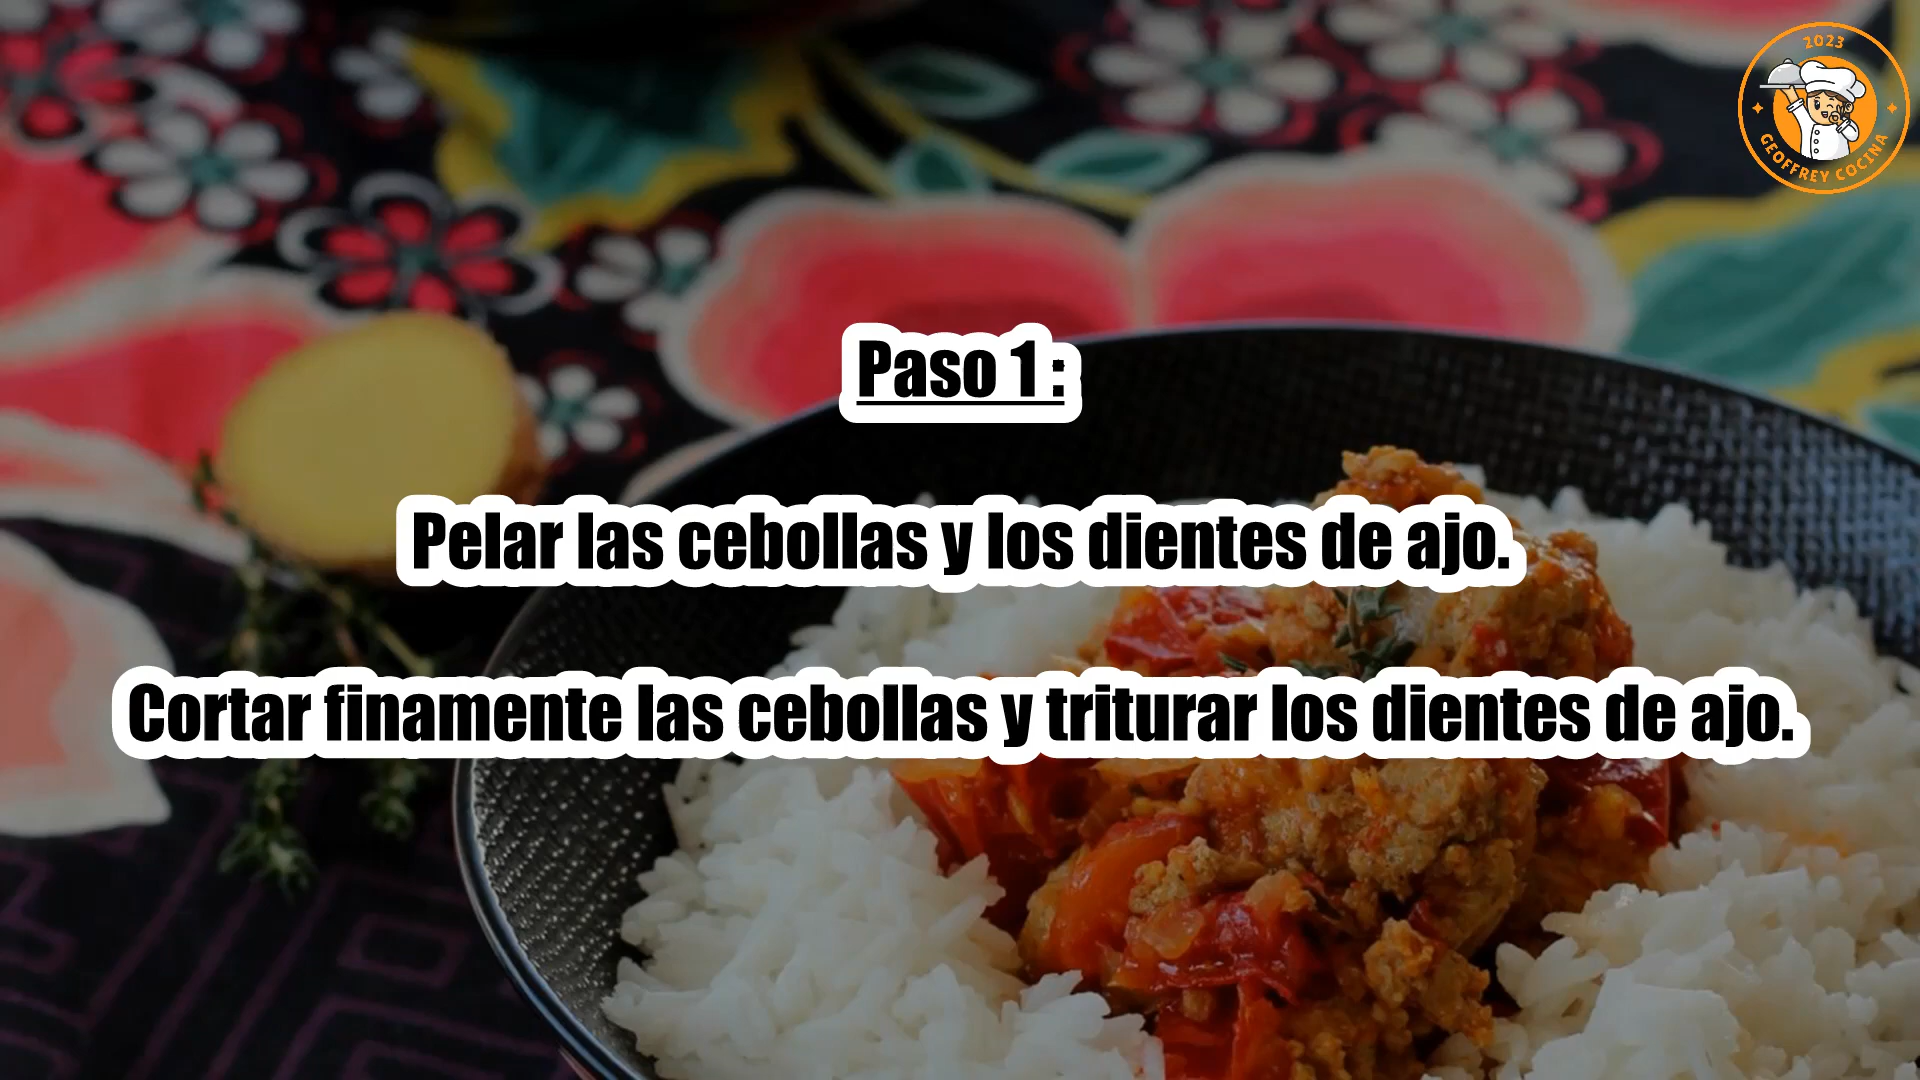 2023
GEOFFREY COCINA
Paso 1 :
Pelar las cebollas y los dientes de ajo.
Cortar finamente las cebollas y triturar los dientes de ajo.